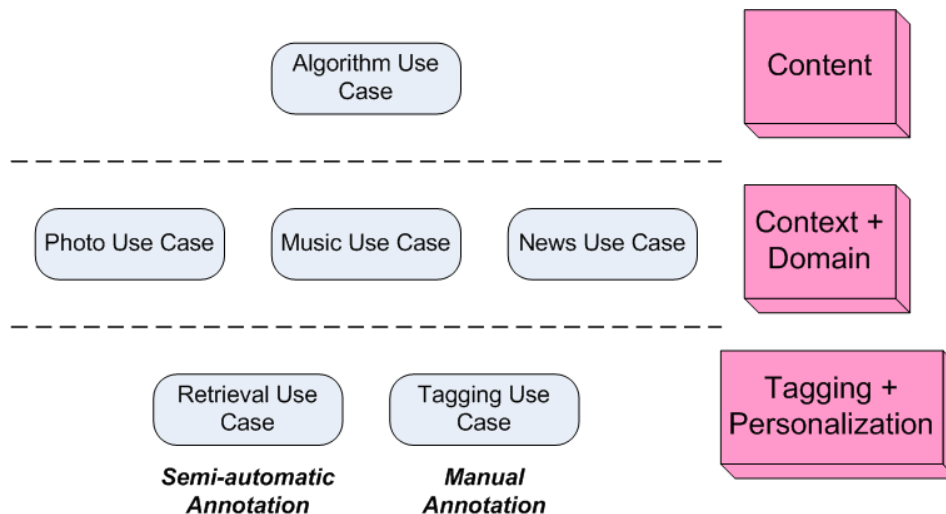 Algorithm Use
Case
Content
Photo Use Case
Music Use Case
News Use Case
Context +
Domain
Retrieval Use
Case
Tagging Use
Case
Tagging +
Personalization
Semi-automatic
Annotation
Manual
Annotation